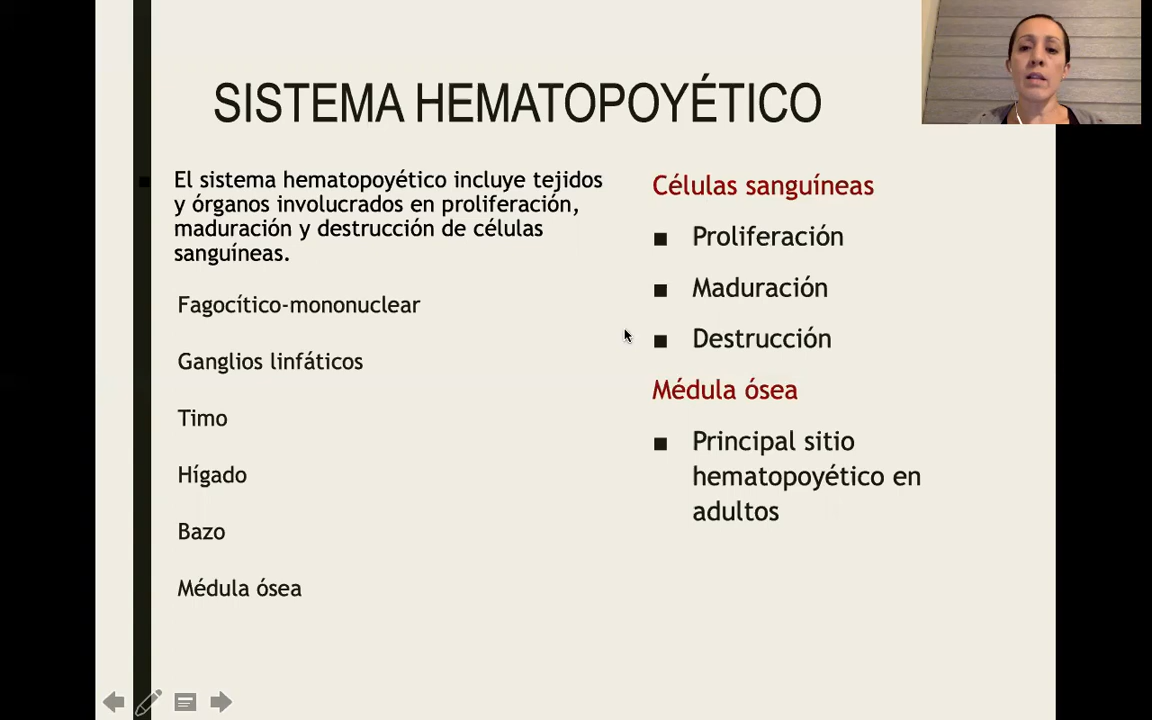 SISTEMA HEMATOPOYÉTICO
El sistema hematopoyético incluye tejidos
y órganos involucrados en proliferación,
maduración y destrucción de células
sanguíneas.
Fagocítico-mononuclear
Ganglios linfáticos
Timo
Hígado
Bazo
Médula ósea
Células sanguíneas
Proliferación
Maduración
Destrucción
Médula ósea
Principal sitio
hematopoyético en
adultos